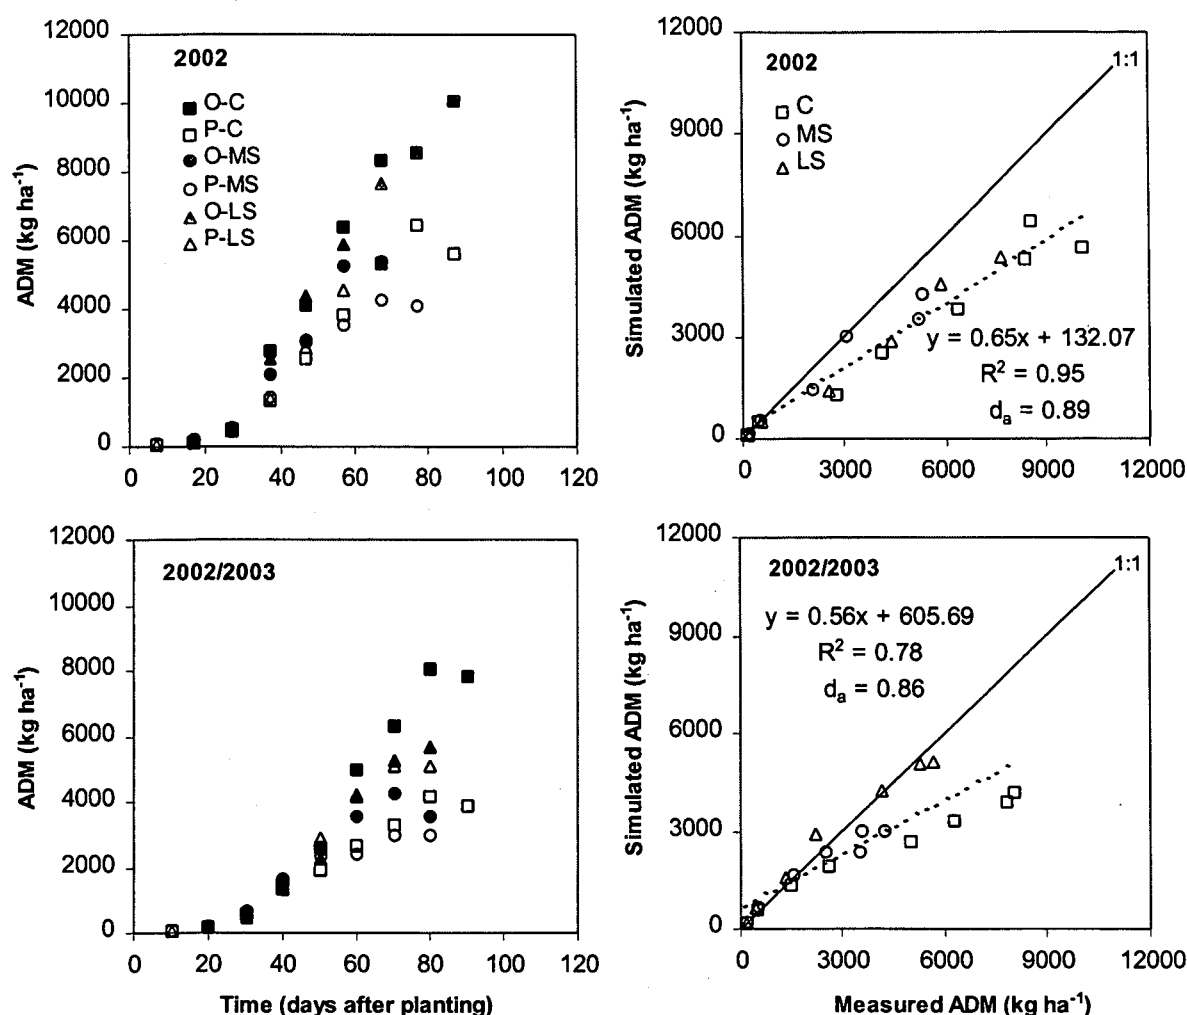 12000
10000
8000
6000
4000
2000
0
ADM (kg ha⁻¹)
2002
O-C
P-C
O-MS
P-MS
O-LS
P-LS
0 20 40 60 80 100 120
12000
9000
6000
3000
0
Simulated ADM (kg ha⁻¹)
2002
C
MS
LS
1:1
y = 0.65x + 132.07
R² = 0.95
dₐ = 0.89
0 3000 6000 9000 12000
12000
10000
8000
6000
4000
2000
0
ADM (kg ha⁻¹)
2002/2003
0 20 40 60 80 100 120
Time (days after planting)
12000
9000
6000
3000
0
Simulated ADM (kg ha⁻¹)
2002/2003
1:1
y = 0.56x + 605.69
R² = 0.78
dₐ = 0.86
0 3000 6000 9000 12000
Measured ADM (kg ha⁻¹)